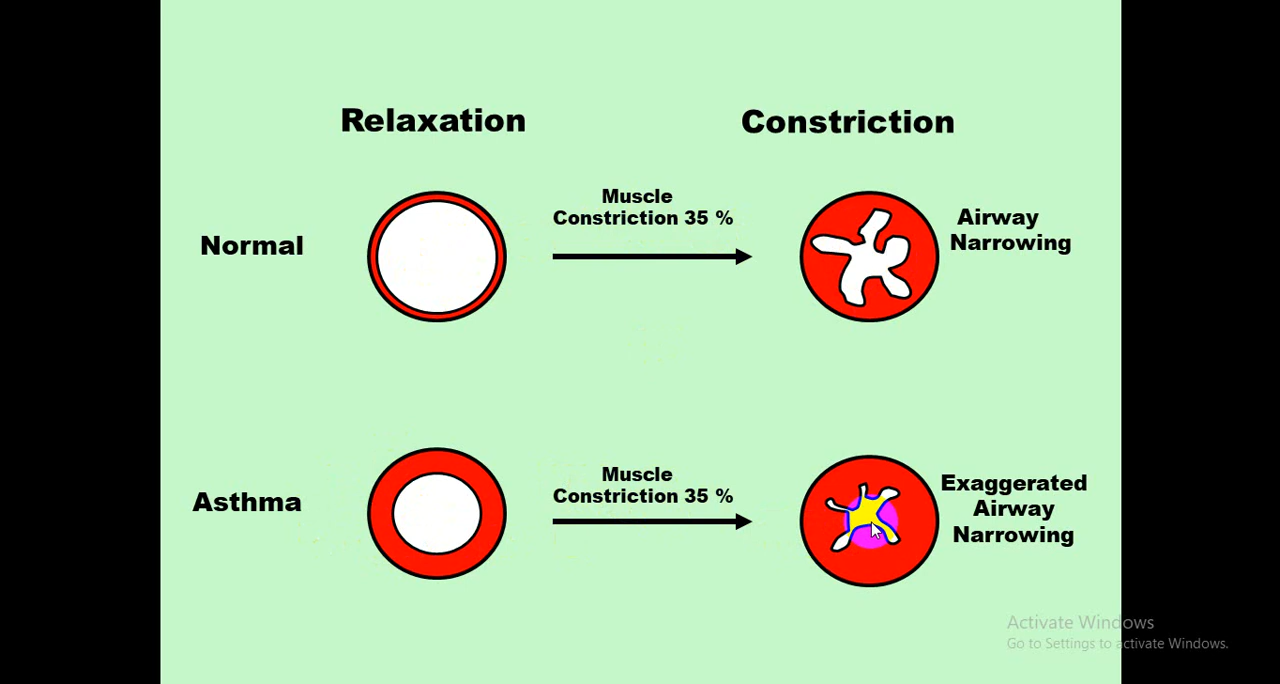 Relaxation
Constriction
Normal
Muscle
Constriction 35 %
Airway
Narrowing
Asthma
Muscle
Constriction 35 %
Exaggerated
Airway
Narrowing
Activate Windows
Go to Settings to activate Windows.